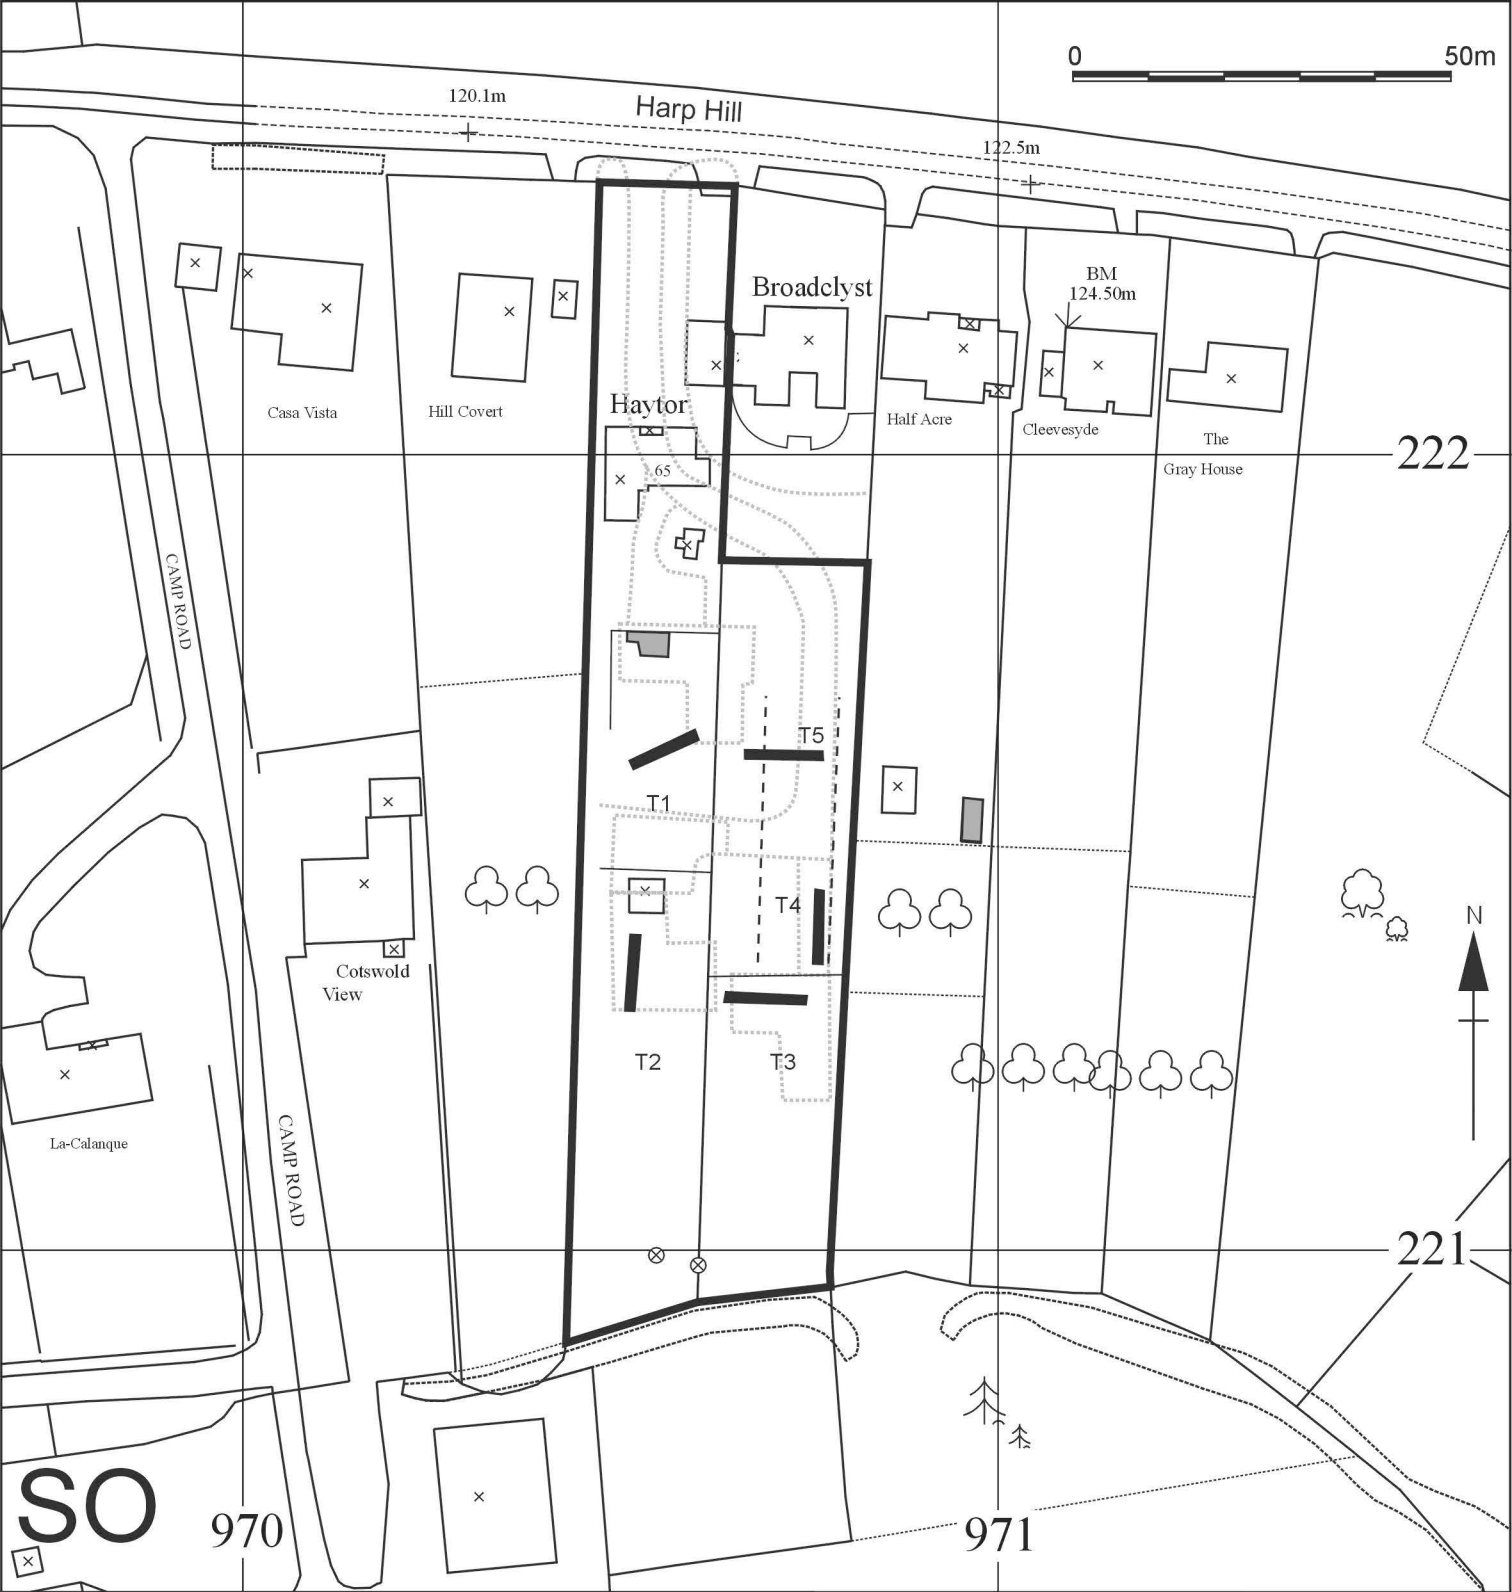 0 50m
120.1m
Harp Hill
122.5m
BM
124.50m
Broadclyst
Casa Vista
Hill Covert
Haytor
Half Acre
Cleevesyde
The
Gray House
222
65
CAMP ROAD
T5
T1
T4
N
Cotswold
View
T2
T3
La-Calanque
CAMP ROAD
221
SO
970
971